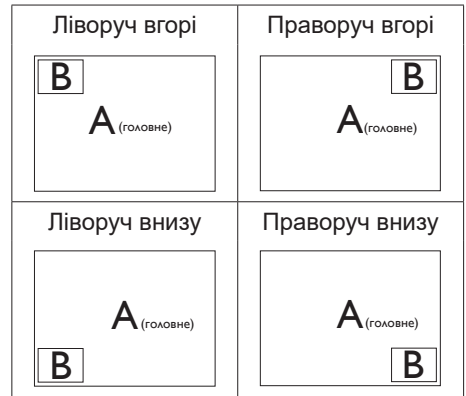 Ліворуч вгорі
B
A (головне)
Праворуч вгорі
B
A (головне)
Ліворуч внизу
A (головне)
B
Праворуч внизу
A (головне)
B